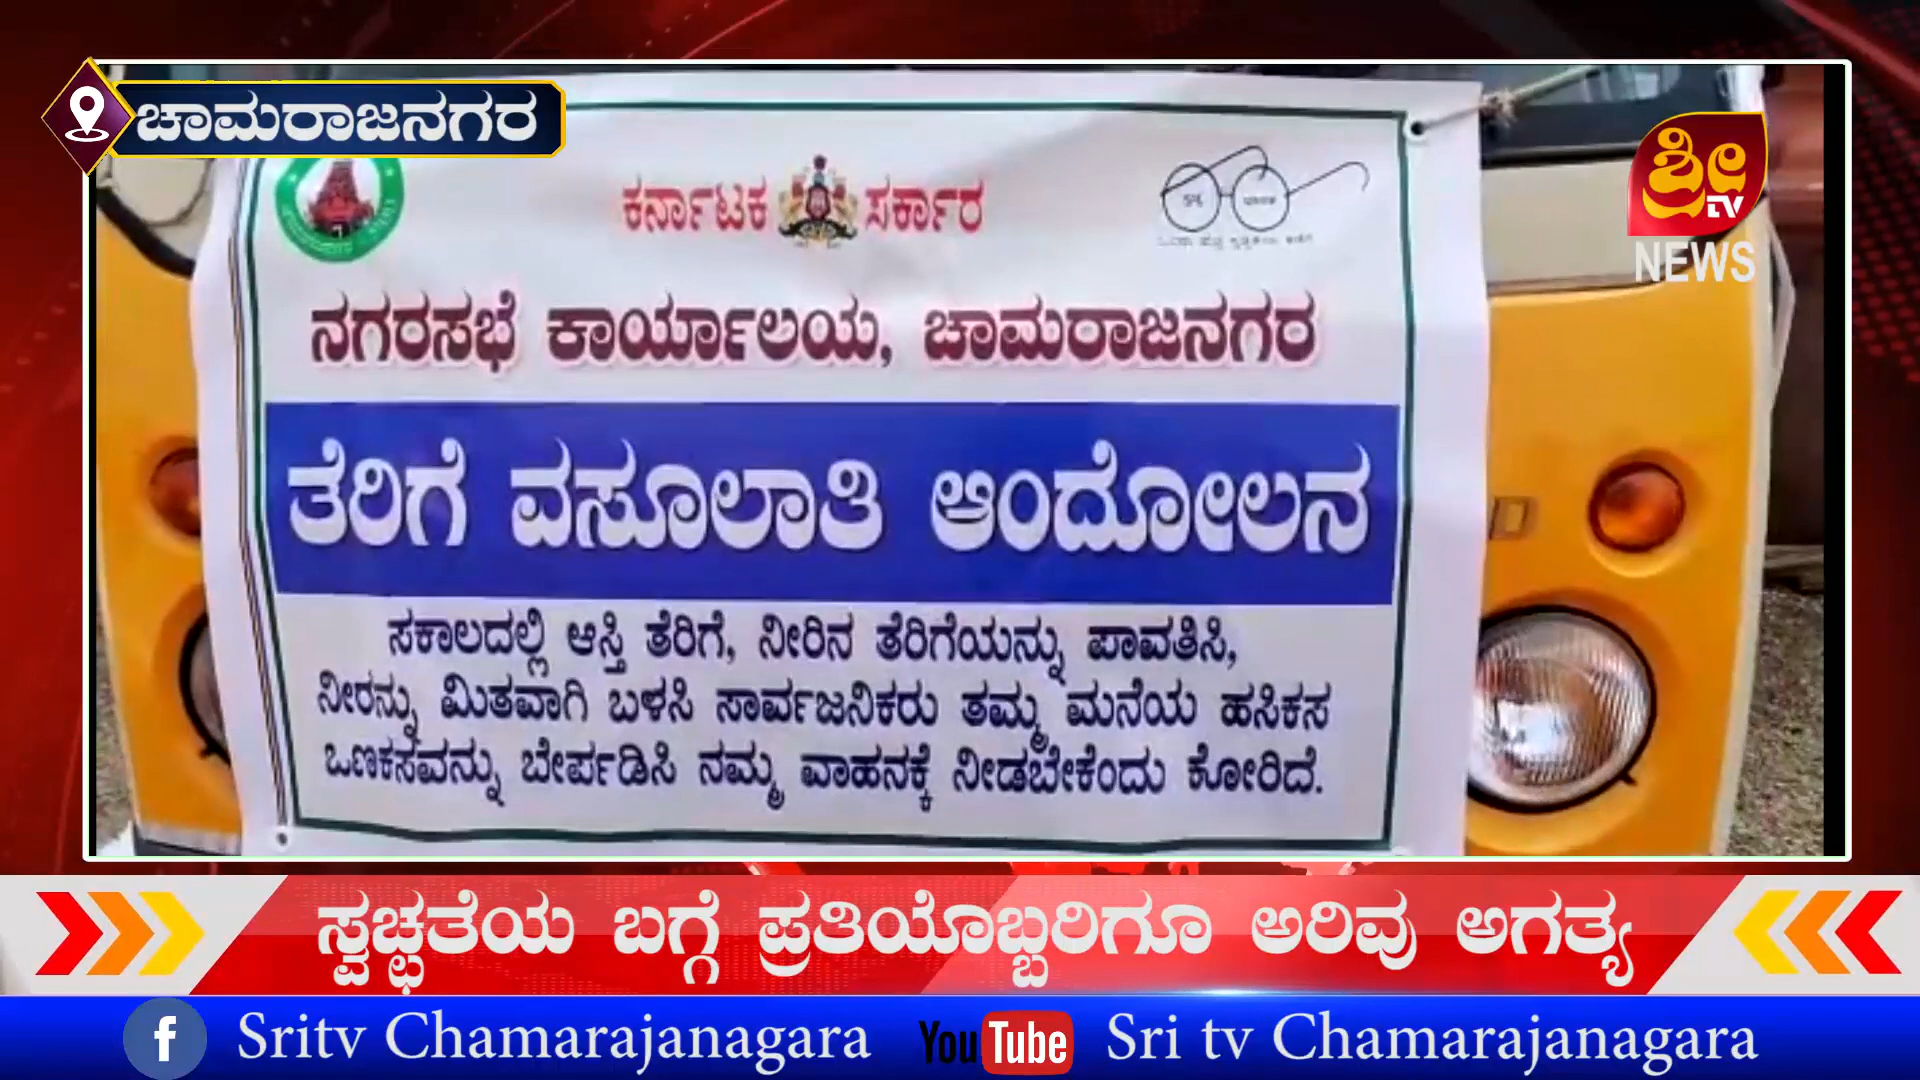 ಚಾಮರಾಜನಗರ
ಕರ್ನಾಟಕ ಸರ್ಕಾರ
ಶ್ರೀ
TV
NEWS
ನಗರಸಭೆ ಕಾರ್ಯಾಲಯ, ಚಾಮರಾಜನಗರ
ತೆರಿಗೆ ವಸೂಲಾತಿ ಆಂದೋಲನ
ಸಕಾಲದಲ್ಲಿ ಆಸ್ತಿ ತೆರಿಗೆ, ನೀರಿನ ತೆರಿಗೆಯನ್ನು ಪಾವತಿಸಿ,
ನೀರನ್ನು ಮಿತವಾಗಿ ಬಳಸಿ ಸಾರ್ವಜನಿಕರು ತಮ್ಮ ಮನೆಯ ಹಸಿಕಸ
ಒಣಕಸವನ್ನು ಬೇರ್ಪಡಿಸಿ ನಮ್ಮ ವಾಹನಕ್ಕೆ ನೀಡಬೇಕೆಂದು ಕೋರಿದೆ.
ಸ್ವಚ್ಛತೆಯ ಬಗ್ಗೆ ಪ್ರತಿಯೊಬ್ಬರಿಗೂ ಅರಿವು ಅಗತ್ಯ
f Sritv Chamarajanagara YouTube Sri tv Chamarajanagara